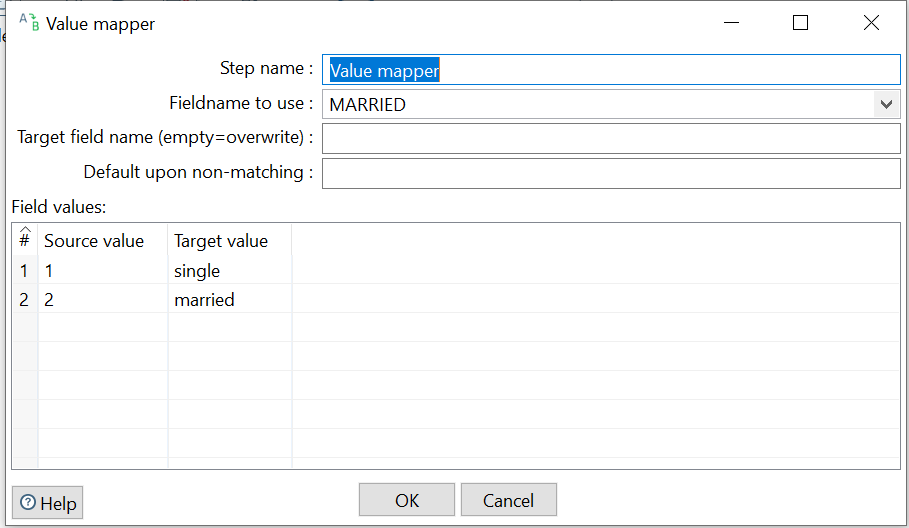 Value mapper
Step name : Value mapper
Fieldname to use : MARRIED
Target field name (empty=overwrite) :
Default upon non-matching :
Field values:
# Source value Target value
1 1 single
2 2 married
Help OK Cancel